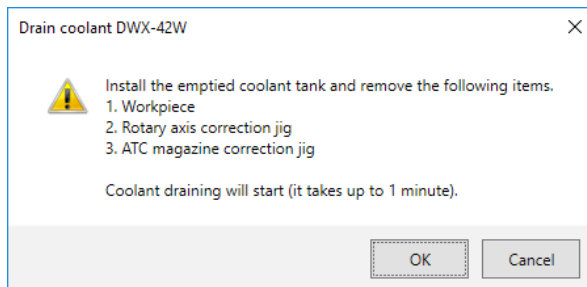 Drain coolant DWX-42W
Install the emptied coolant tank and remove the following items.
1. Workpiece
2. Rotary axis correction jig
3. ATC magazine correction jig
Coolant draining will start (it takes up to 1 minute).
OK
Cancel